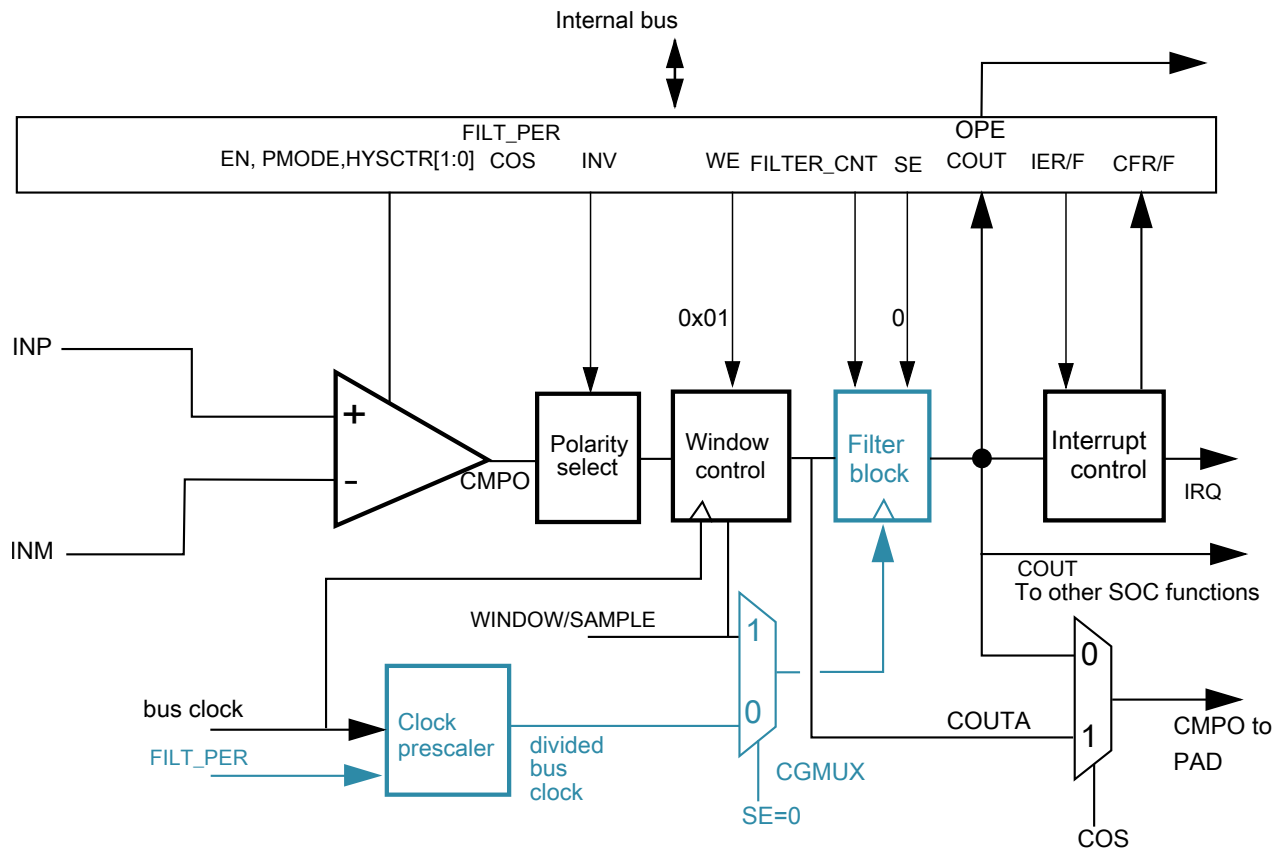 Internal bus
FILT_PER
OPE
EN, PMODE,HYSCTR[1:0]
COS
INV
WE
FILTER_CNT
SE
COUT
IER/F
CFR/F
0x01
0
INP
+
-
INM
CMPO
Polarity
select
Window
control
Filter
block
Interrupt
control
IRQ
COUT
To other SOC functions
WINDOW/SAMPLE
1
0
bus clock
FILT_PER
Clock
prescaler
divided
bus
clock
CGMUX
SE=0
COUTA
0
1
CMPO to
PAD
COS